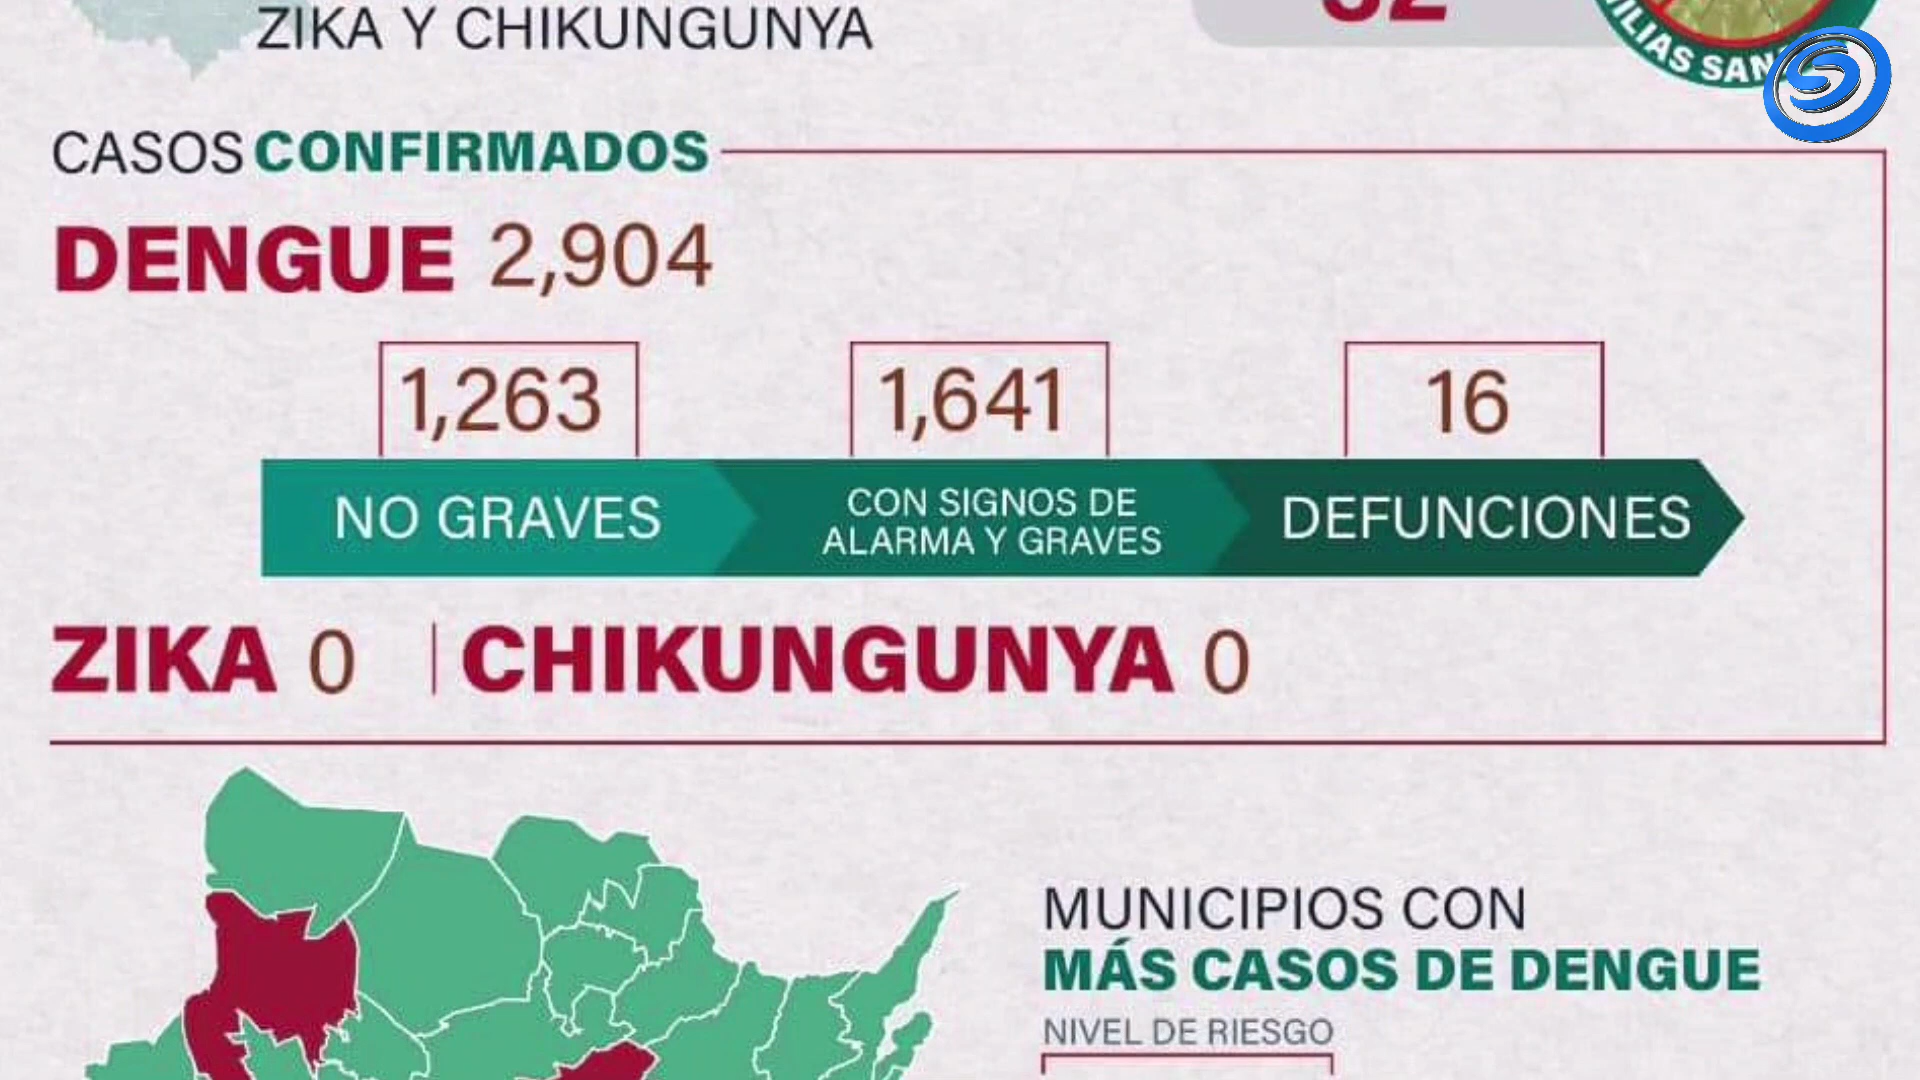 ZIKA Y CHIKUNGUNYA
CASOS CONFIRMADOS
DENGUE 2,904
1,263
1,641
16
NO GRAVES
CON SIGNOS DE
ALARMA Y GRAVES
DEFUNCIONES
ZIKA 0 | CHIKUNGUNYA 0
MUNICIPIOS CON
MÁS CASOS DE DENGUE
NIVEL DE RIESGO